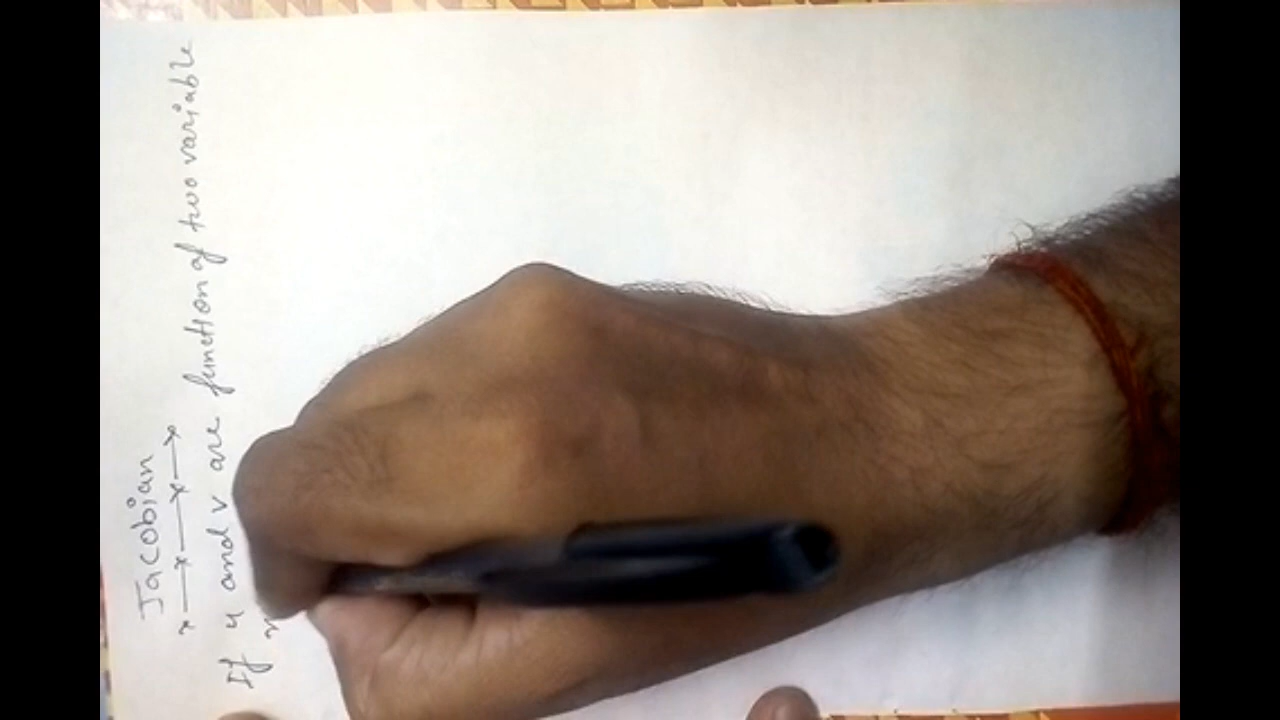 Jacobian
If u and v are function of two variable
x